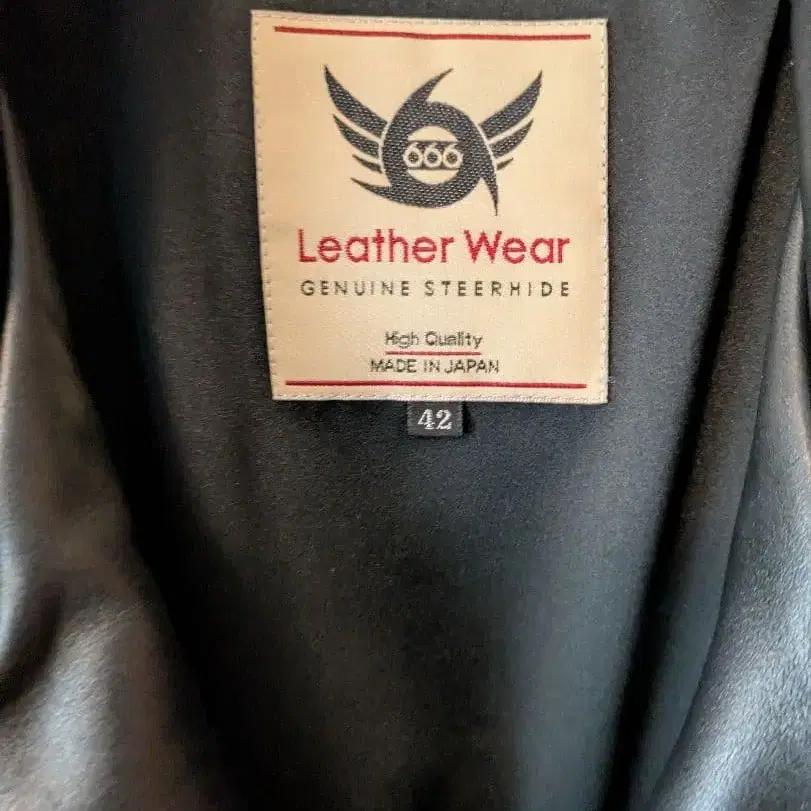 666
Leather Wear
GENUINE STEERHIDE
High Quality
MADE IN JAPAN
42